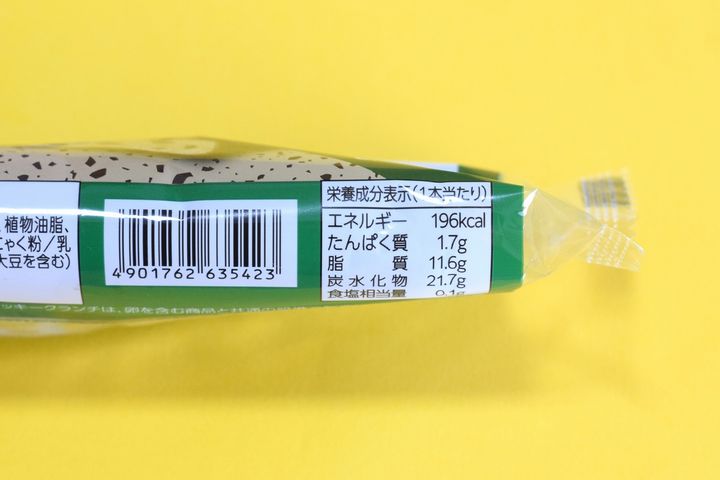 植物油脂、
にゃく粉／乳
大豆を含む)
4901762635423
栄養成分表示(1本当たり)
エネルギー 196kcal
たんぱく質 1.7g
脂 質 11.6g
炭水化物 21.7g
食塩相当量 0.1g
ッキークランチは、卵を含む商品と共通の